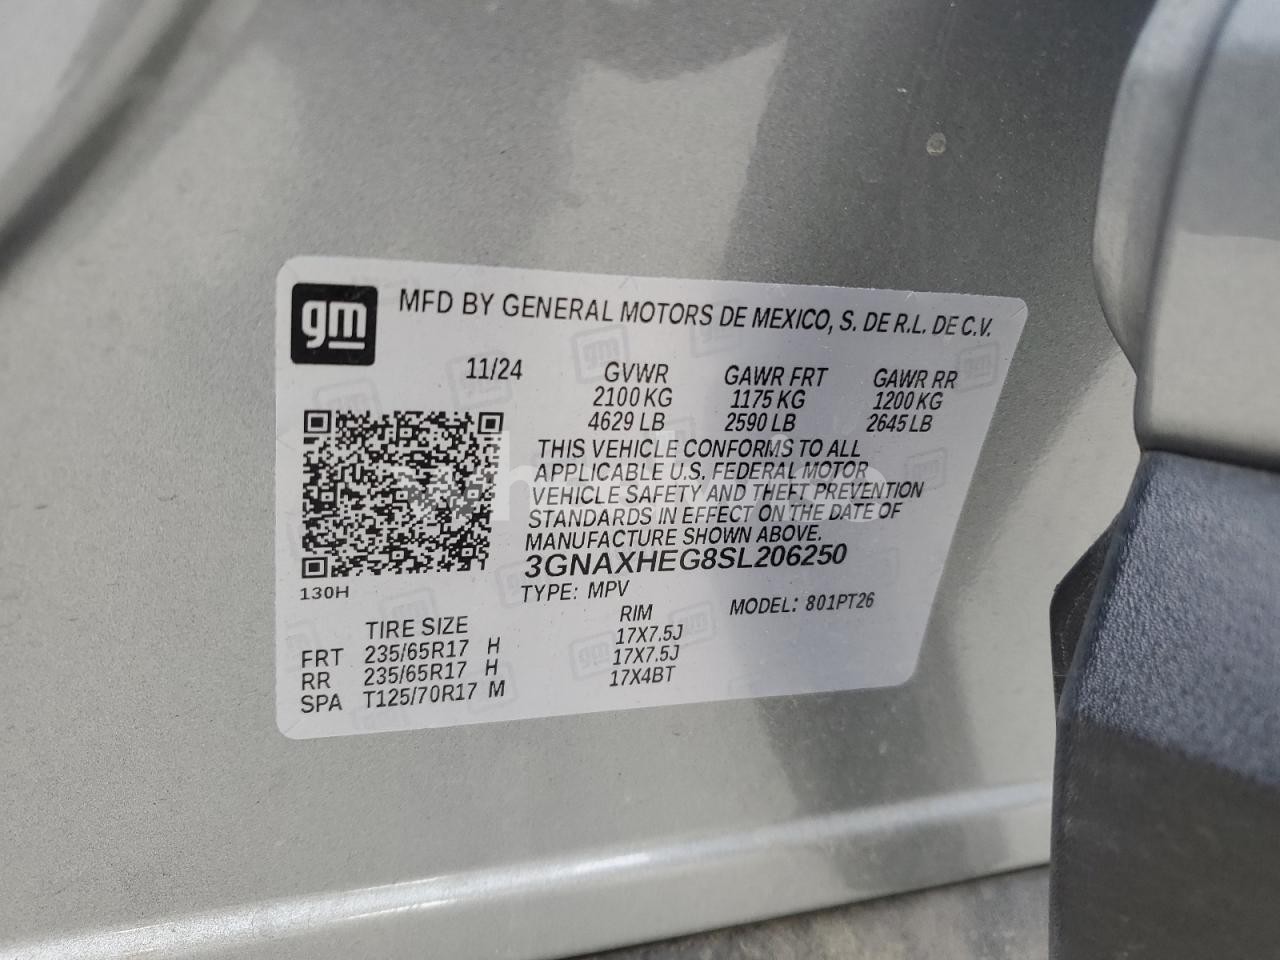 gm
MFD BY GENERAL MOTORS DE MEXICO, S. DE R.L. DE C.V.
11/24 GVWR GAWR FRT GAWR RR
2100 KG 1175 KG 1200 KG
4629 LB 2590 LB 2645 LB
THIS VEHICLE CONFORMS TO ALL
APPLICABLE U.S. FEDERAL MOTOR
VEHICLE SAFETY AND THEFT PREVENTION
STANDARDS IN EFFECT ON THE DATE OF
MANUFACTURE SHOWN ABOVE.
3GNAXHEG8SL206250
130H
TYPE: MPV MODEL: 801PT26
TIRE SIZE RIM
FRT 235/65R17 H 17X7.5J
RR 235/65R17 H 17X7.5J
SPA T125/70R17 M 17X4BT